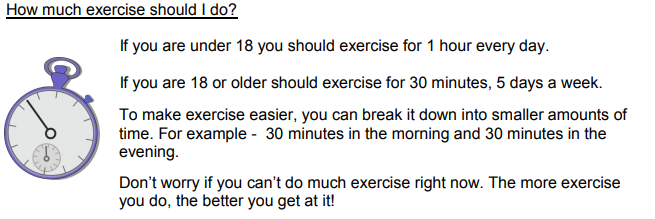 How much exercise should I do?
If you are under 18 you should exercise for 1 hour every day.
If you are 18 or older should exercise for 30 minutes, 5 days a week.
To make exercise easier, you can break it down into smaller amounts of
time. For example -  30 minutes in the morning and 30 minutes in the
evening.
Don’t worry if you can’t do much exercise right now. The more exercise
you do, the better you get at it!